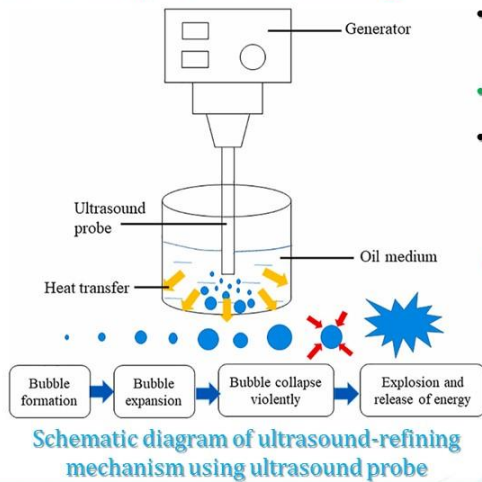 Generator
Ultrasound
probe
Oil medium
Heat transfer
Bubble
formation
Bubble
expansion
Bubble collapse
violently
Explosion and
release of energy
Schematic diagram of ultrasound-refining
mechanism using ultrasound probe